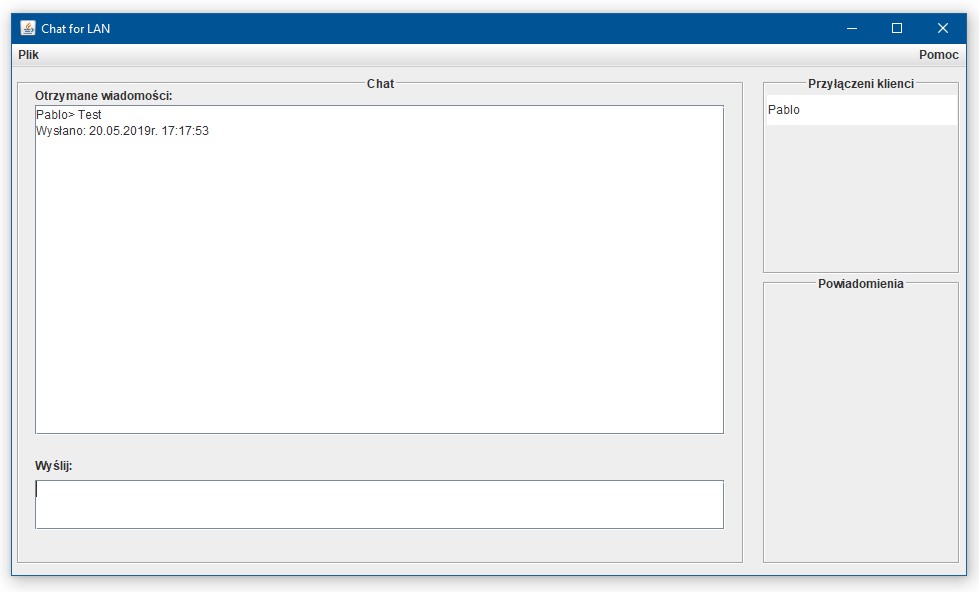 Chat for LAN
Plik
Pomoc
Chat
Otrzymane wiadomości:
Pablo> Test
Wysłano: 20.05.2019r. 17:17:53
Wyślij:
Przyłączeni klienci
Pablo
Powiadomienia